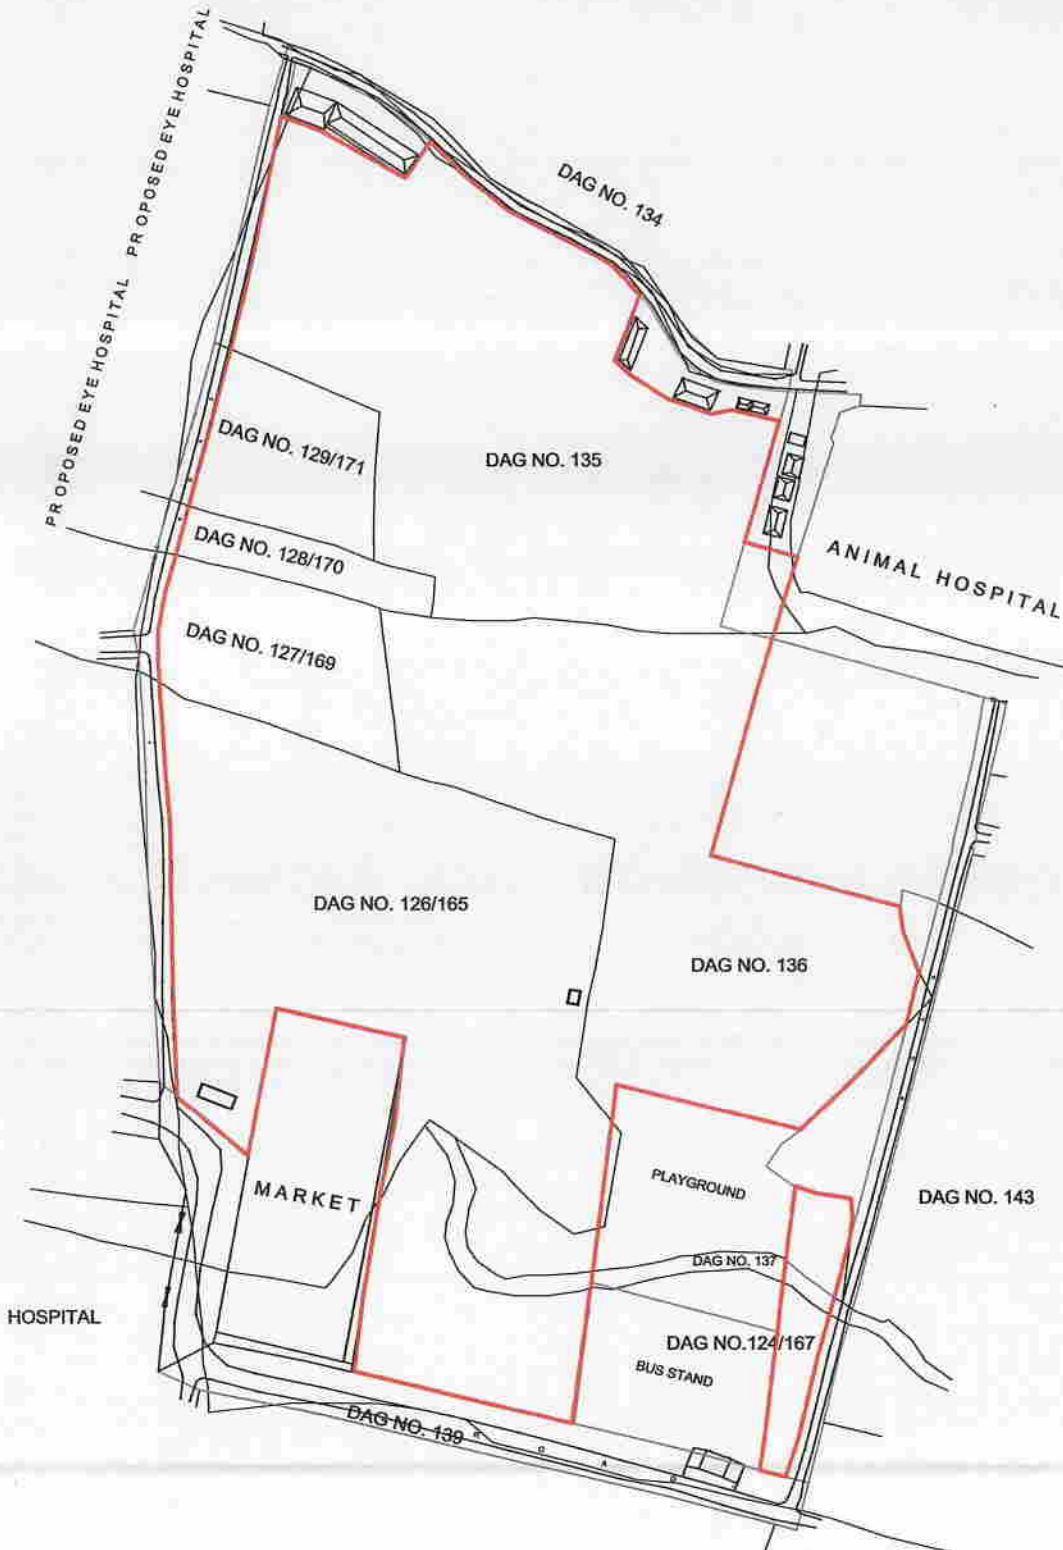 PROPOSED EYE HOSPITAL PROPOSED EYE HOSPITAL
DAG NO. 134
DAG NO. 129/171
DAG NO. 135
DAG NO. 128/170
ANIMAL HOSPITAL
DAG NO. 127/169
DAG NO. 126/165
DAG NO. 136
PLAYGROUND
MARKET
DAG NO. 143
DAG NO. 137
HOSPITAL
DAG NO.124/167
BUS STAND
DAG NO. 139
R O A D